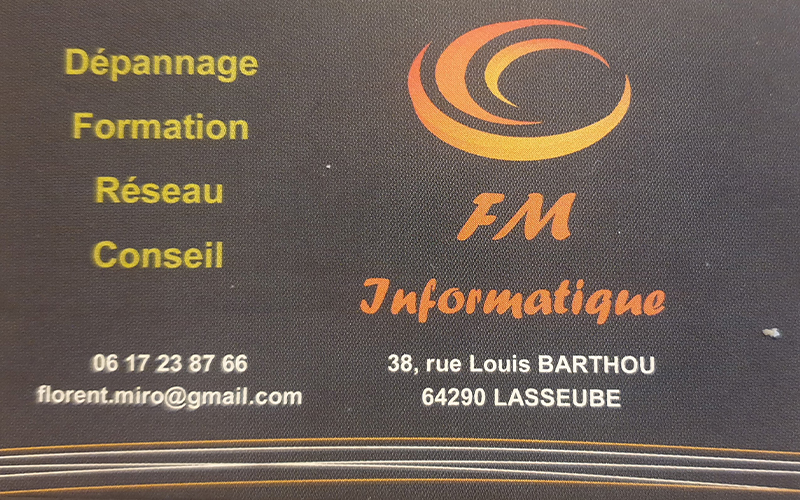 Dépannage
Formation
Réseau
Conseil
FM
Informatique
06 17 23 87 66
florent.miro@gmail.com
38, rue Louis BARTHOU
64290 LASSEUBE